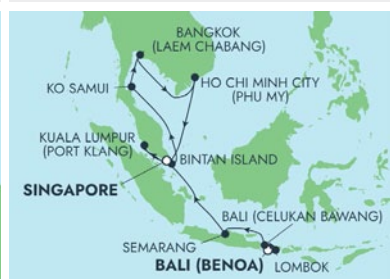 BANGKOK
(LAEM CHABANG)
HO CHI MINH CITY
(PHU MY)
KO SAMUI
KUALA LUMPUR
(PORT KLANG)
BINTAN ISLAND
SINGAPORE
BALI (CELUKAN BAWANG)
SEMARANG
BALI (BENOA)
LOMBOK